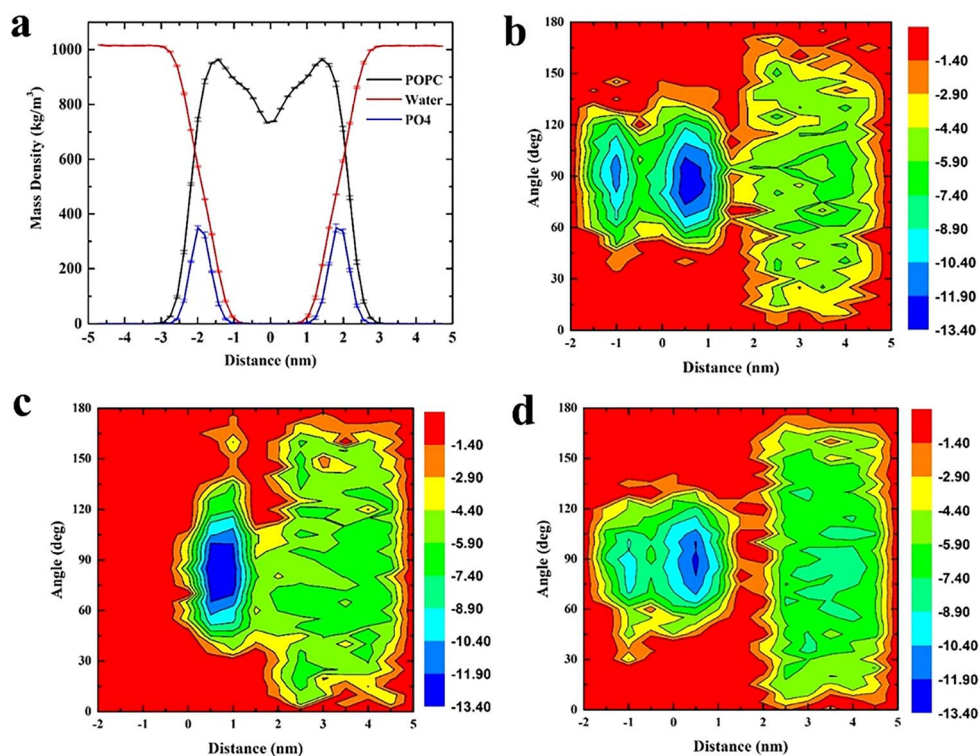 a
Mass Density (kg/m³)
1000
800
600
400
200
0
POPC
Water
PO4
-5 -4 -3 -2 -1 0 1 2 3 4 5
Distance (nm)
b
Angle (deg)
180
150
120
90
60
30
0
-2 -1 0 1 2 3 4 5
Distance (nm)
-1.40
-2.90
-4.40
-5.90
-7.40
-8.90
-10.40
-11.90
-13.40
c
Angle (deg)
180
150
120
90
60
30
0
-2 -1 0 1 2 3 4 5
Distance (nm)
-1.40
-2.90
-4.40
-5.90
-7.40
-8.90
-10.40
-11.90
-13.40
d
Angle (deg)
180
150
120
90
60
30
0
-2 -1 0 1 2 3 4 5
Distance (nm)
-1.40
-2.90
-4.40
-5.90
-7.40
-8.90
-10.40
-11.90
-13.40